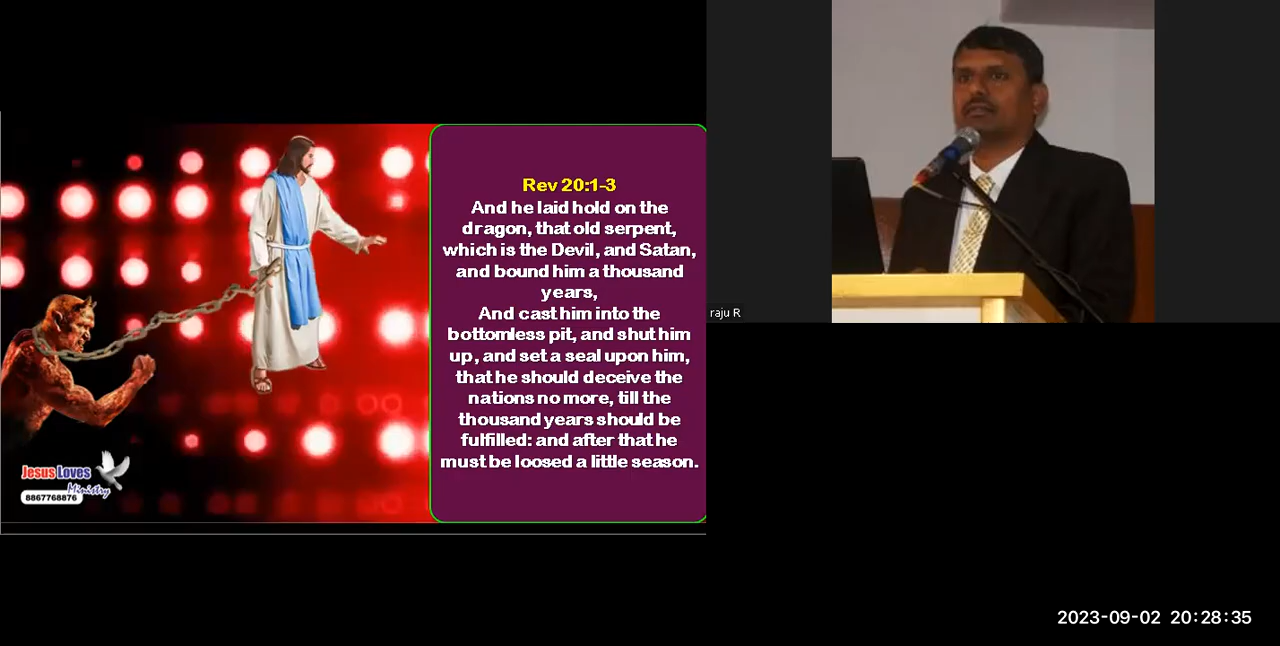 Rev 20:1-3
And he laid hold on the
dragon, that old serpent,
which is the Devil, and Satan,
and bound him a thousand
years,
And cast him into the
bottomless pit, and shut him
up, and set a seal upon him,
that he should deceive the
nations no more, till the
thousand years should be
fulfilled: and after that he
must be loosed a little season.
Jesus Loves
Ministry
8867768876
raju R
2023-09-02 20:28:35